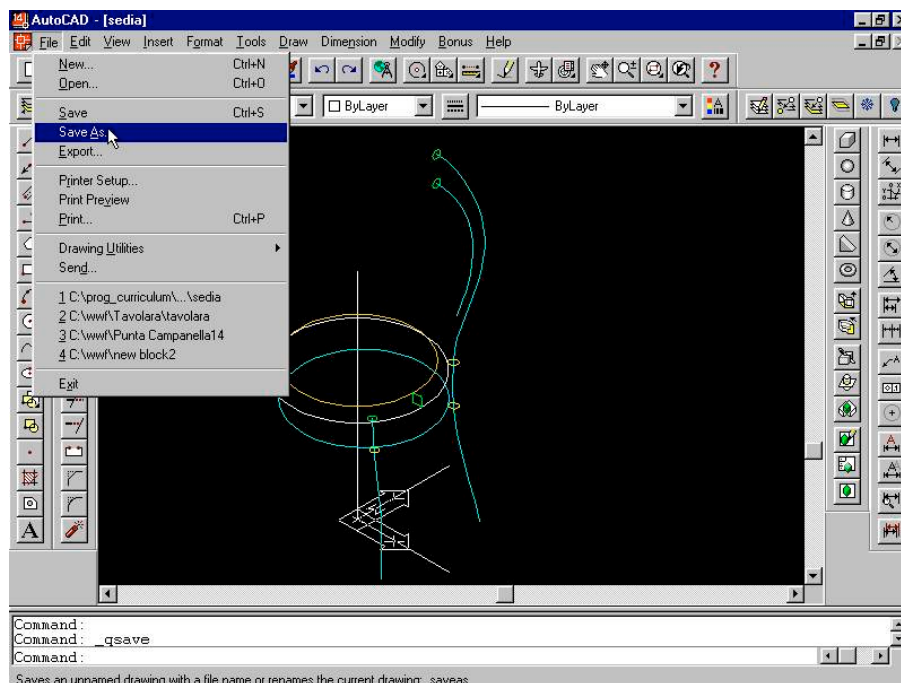 AutoCAD - [sedia]
File Edit View Insert Format Tools Draw Dimension Modify Bonus Help
New... Ctrl+N
Open... Ctrl+O
Save Ctrl+S
ByLayer
ByLayer
Save As...
Export...
Printer Setup...
Print Preview
Print... Ctrl+P
Drawing Utilities
Send...
1 C:\prog_curriculum\...\sedia
2 C:\wwf\Tavolara\tavolara
3 C:\wwf\Punta Campanella14
4 C:\wwf\new block2
Exit
A
Command:
Command: _qsave
Command:
Saves an unnamed drawing with a file name or renames the current drawing: saveas